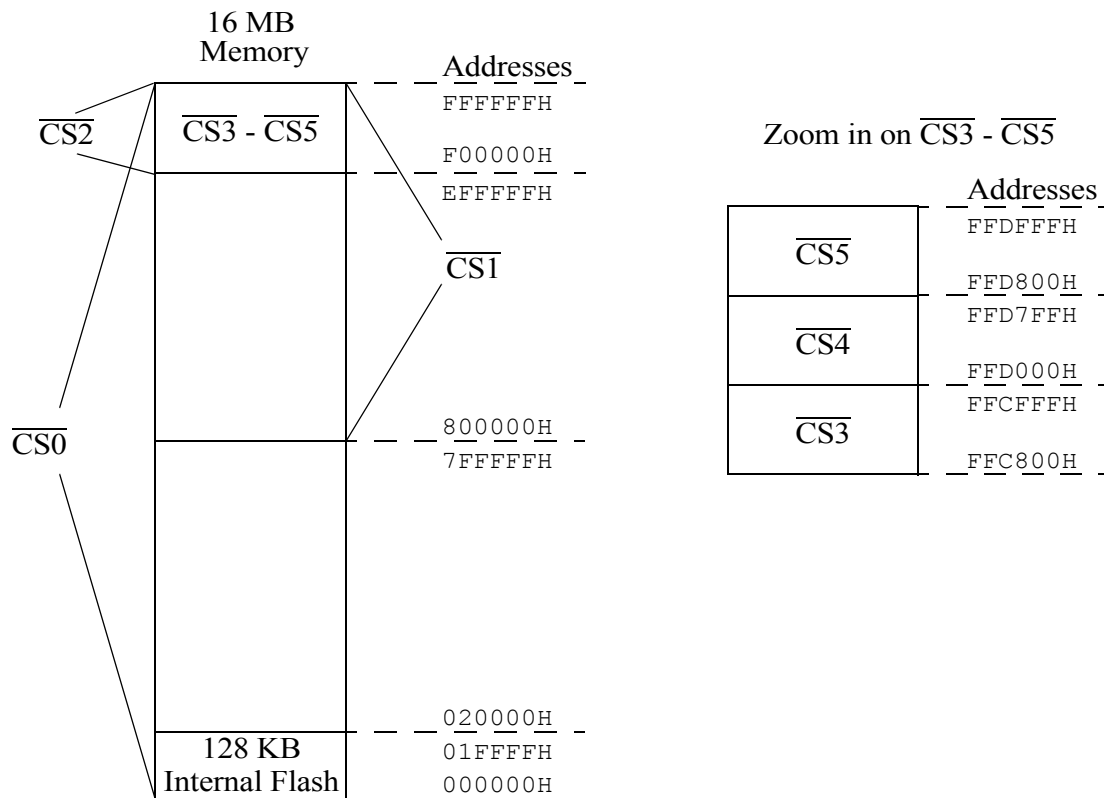 16 MB
Memory
Addresses
FFFFFFH
CS2
CS3 - CS5
F00000H
EFFFFFH
CS1
CS0
800000H
7FFFFFH
020000H
128 KB
Internal Flash
01FFFFH
000000H
Zoom in on CS3 - CS5
Addresses
FFDFFFH
CS5
FFD800H
FFD7FFH
CS4
FFD000H
FFCFFFH
CS3
FFC800H